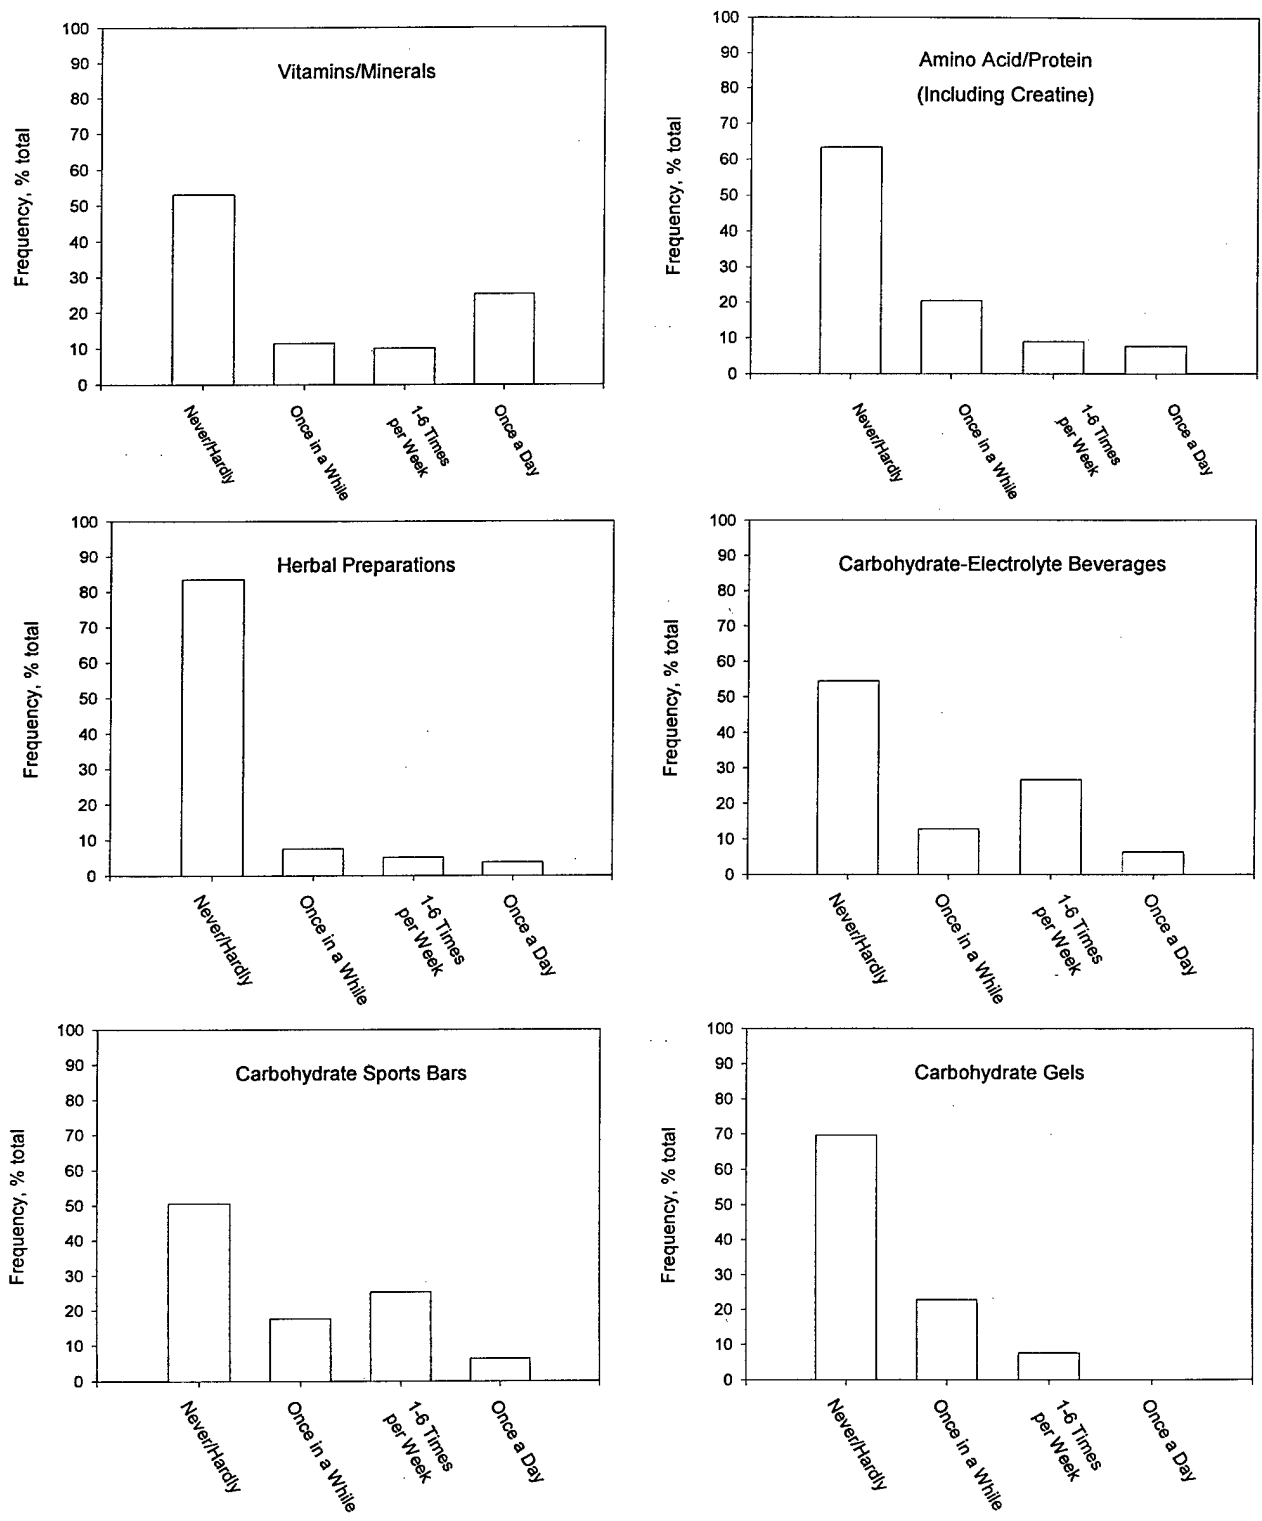 Vitamins/Minerals
Frequency, % total
100
90
80
70
60
50
40
30
20
10
0
Never/Hardly
Once in a While
1-6 Times
per Week
Once a Day
Amino Acid/Protein
(Including Creatine)
Frequency, % total
100
90
80
70
60
50
40
30
20
10
0
Never/Hardly
Once in a While
1-6 Times
per Week
Once a Day
Herbal Preparations
Frequency, % total
100
90
80
70
60
50
40
30
20
10
0
Never/Hardly
Once in a While
1-6 Times
per Week
Once a Day
Carbohydrate-Electrolyte Beverages
Frequency, % total
100
90
80
70
60
50
40
30
20
10
0
Never/Hardly
Once in a While
1-6 Times
per Week
Once a Day
Carbohydrate Sports Bars
Frequency, % total
100
90
80
70
60
50
40
30
20
10
0
Never/Hardly
Once in a While
1-6 Times
per Week
Once a Day
Carbohydrate Gels
Frequency, % total
100
90
80
70
60
50
40
30
20
10
0
Never/Hardly
Once in a While
1-6 Times
per Week
Once a Day